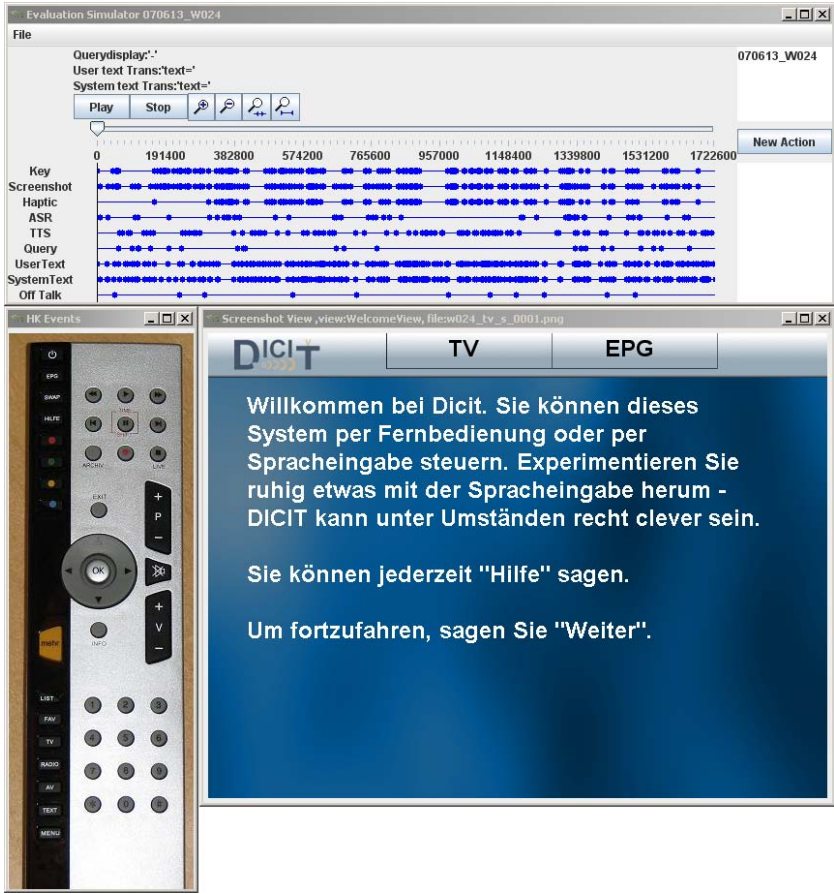 Evaluation Simulator 070613_W024
File
Querydisplay:'-'
User text Trans:'text='
System text Trans:'text='
070613_W024
Play Stop
New Action
0 191400 382800 574200 765600 957000 1148400 1339800 1531200 1722600
Key
Screenshot
Haptic
ASR
TTS
Query
UserText
SystemText
Off Talk
HK Events
EPG
SWAP
HILFE
TIME
SHIFT
ARCHIV
LIVE
EXIT
+
P
−
OK
+
V
−
INFO
mehr
LIST
FAV
TV
RADIO
AV
TEXT
MENU
1 2 3
4 5 6
7 8 9
* 0 #
Screenshot View ,view:WelcomeView, file:w024_tv_s_0001.png
DICIT TV EPG
Willkommen bei Dicit. Sie können dieses
System per Fernbedienung oder per
Spracheingabe steuern. Experimentieren Sie
ruhig etwas mit der Spracheingabe herum -
DICIT kann unter Umständen recht clever sein.
Sie können jederzeit "Hilfe" sagen.
Um fortzufahren, sagen Sie "Weiter".